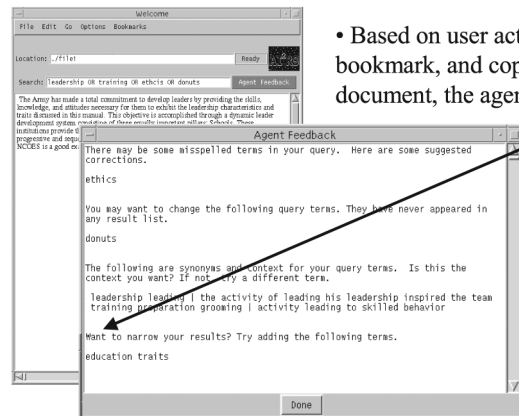 Welcome
File Edit Go Options Bookmarks
• Based on user act
bookmark, and cop
document, the agen
Location: ./file1
Ready
Search: leadership OR training OR ethcis OR donuts
Agent Feedback
The Army has made a total commitment to develop leaders by providing the skills,
knowledge, and attitudes necessary for them to exhibit the leadership characteristics and
traits discussed in this manual. This objective is accomplished through a dynamic leader
development system consisting of three equally important pillars: Schools. These
institutions provide t
progressive and seque
NCOES is a good ex
Agent Feedback
There may be some misspelled terms in your query. Here are some suggested
corrections.
ethics
You may want to change the following query terms. They have never appeared in
any result list.
donuts
The following are synonyms and context for your query terms. Is this the
context you want? If not, try a different term.
leadership leading | the activity of leading his leadership inspired the team
training preparation grooming | activity leading to skilled behavior
Want to narrow your results? Try adding the following terms.
education traits
Done